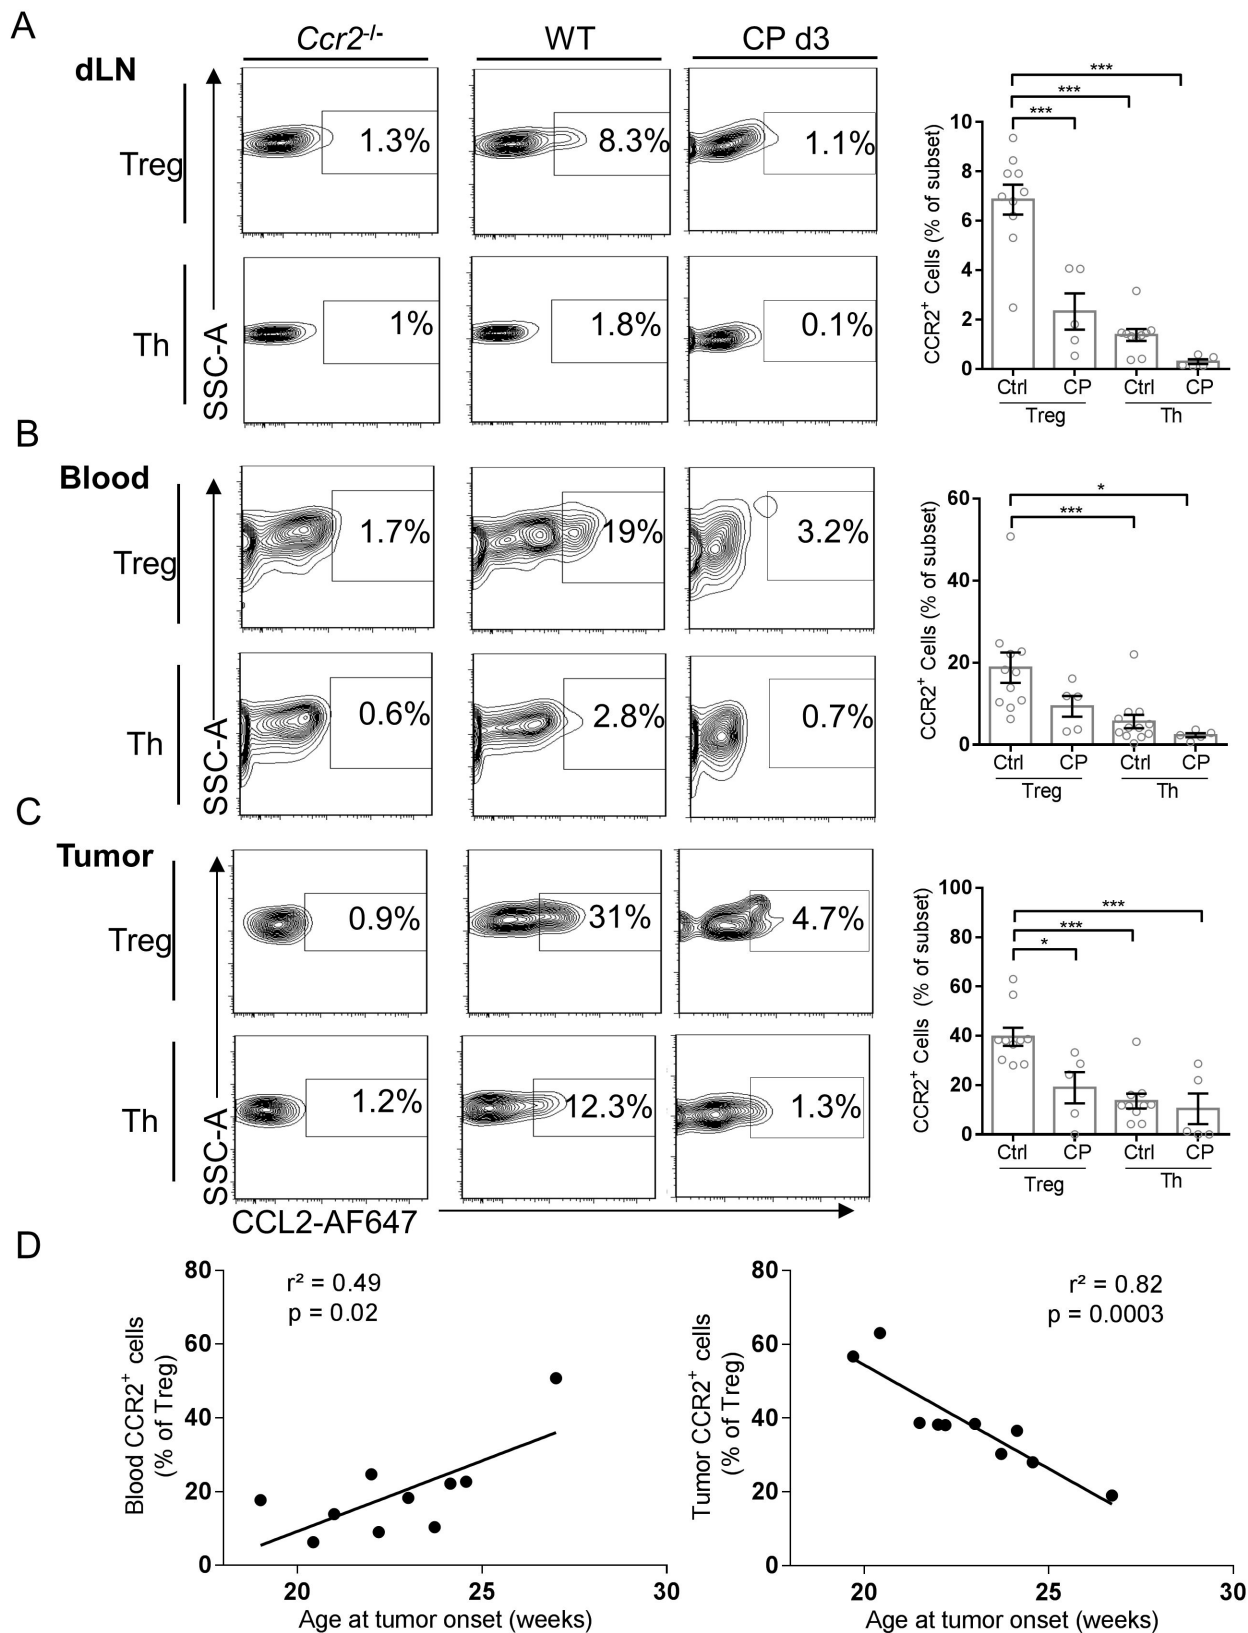 A
Ccr2-/-
WT
CP d3
dLN
Treg
1.3%
8.3%
1.1%
Th
1%
1.8%
0.1%
SSC-A
CCR2+ Cells (% of subset)
10
8
6
4
2
0
***
***
***
Ctrl
CP
Ctrl
CP
Treg
Th
B
Blood
Treg
1.7%
19%
3.2%
Th
0.6%
2.8%
0.7%
SSC-A
CCR2+ Cells (% of subset)
60
40
20
0
*
***
Ctrl
CP
Ctrl
CP
Treg
Th
C
Tumor
Treg
0.9%
31%
4.7%
Th
1.2%
12.3%
1.3%
SSC-A
CCL2-AF647
CCR2+ Cells (% of subset)
100
80
60
40
20
0
***
***
*
Ctrl
CP
Ctrl
CP
Treg
Th
D
Blood CCR2+ cells
(% of Treg)
80
60
40
20
0
r² = 0.49
p = 0.02
20
25
30
Age at tumor onset (weeks)
Tumor CCR2+ cells
(% of Treg)
80
60
40
20
0
r² = 0.82
p = 0.0003
20
25
30
Age at tumor onset (weeks)